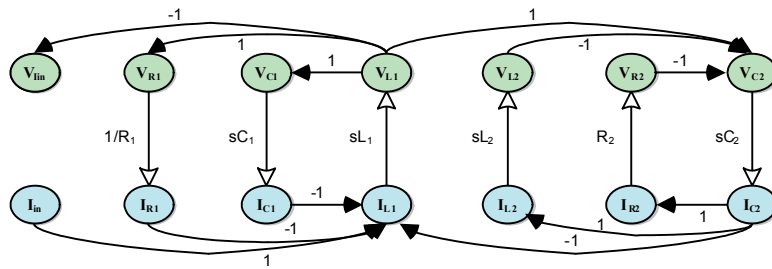 -1
1
1
-1
V_Iin
V_R1
V_C1
1
V_L1
V_L2
V_R2
-1
V_C2
1/R_1
sC_1
sL_1
sL_2
R_2
sC_2
I_in
I_R1
I_C1
-1
I_L1
I_L2
I_R2
1
I_C2
-1
1
-1
1